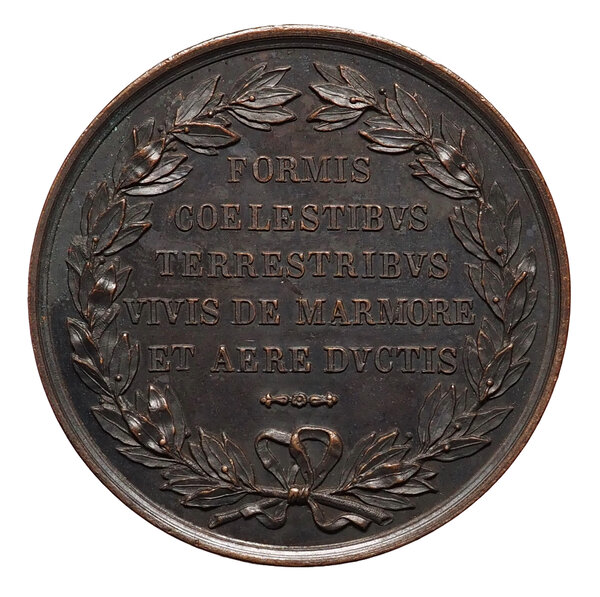 FORMIS
COELESTIBVS
TERRESTRIBVS
VIVIS DE MARMORE
ET AERE DVCTIS